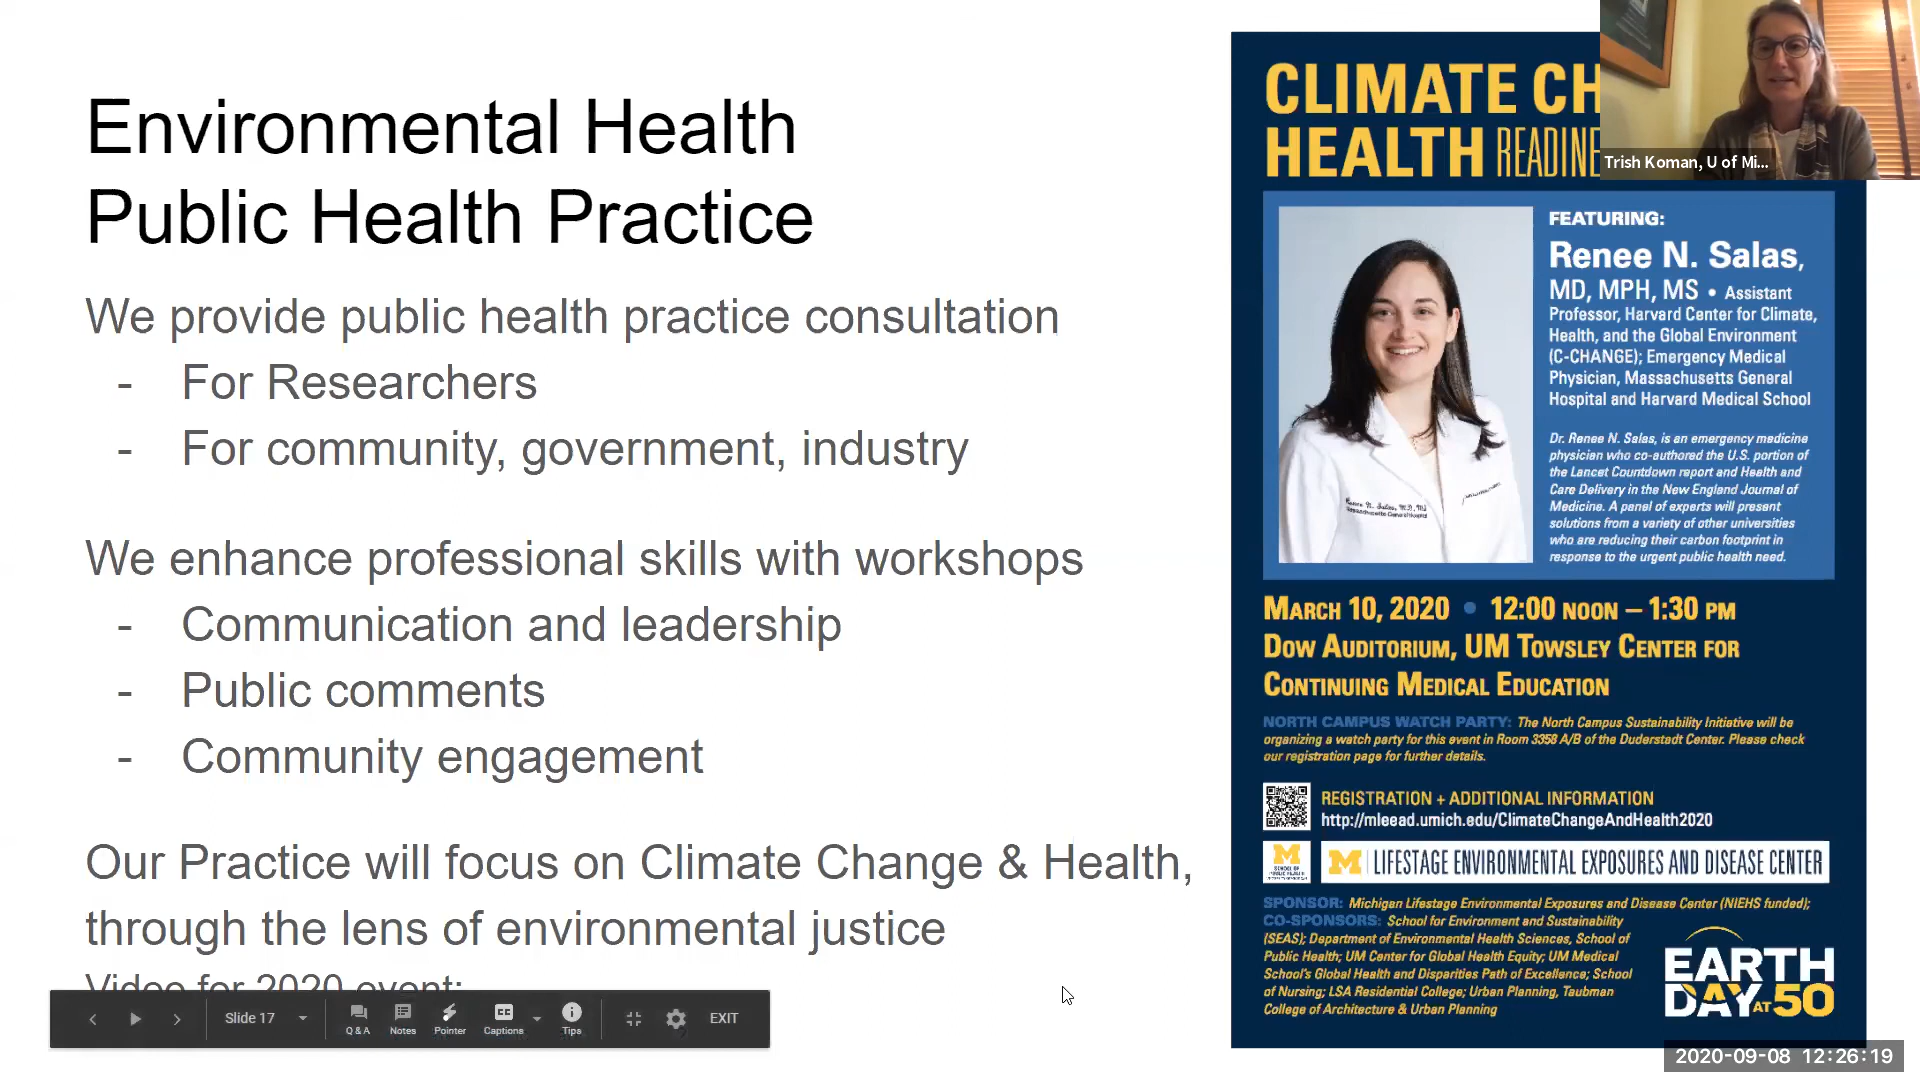 Environmental Health
Public Health Practice
We provide public health practice consultation
- For Researchers
- For community, government, industry
We enhance professional skills with workshops
- Communication and leadership
- Public comments
- Community engagement
Our Practice will focus on Climate Change & Health,
through the lens of environmental justice
Video for 2020 event:
Slide 17
Q & A
Notes
Pointer
CC
Captions
Tips
EXIT
CLIMATE CH
HEALTH READINE
Trish Koman, U of Mi...
FEATURING:
Renee N. Salas,
MD, MPH, MS • Assistant
Professor, Harvard Center for Climate,
Health, and the Global Environment
(C-CHANGE); Emergency Medical
Physician, Massachusetts General
Hospital and Harvard Medical School
Dr. Renee N. Salas, is an emergency medicine
physician who co-authored the U.S. portion of
the Lancet Countdown report and Health and
Care Delivery in the New England Journal of
Medicine. A panel of experts will present
solutions from a variety of other universities
who are reducing their carbon footprint in
response to the urgent public health need.
Renee N. Salas, M.D, M
Massachusetts General Hospital
MARCH 10, 2020 • 12:00 NOON – 1:30 PM
DOW AUDITORIUM, UM TOWSLEY CENTER FOR
CONTINUING MEDICAL EDUCATION
NORTH CAMPUS WATCH PARTY: The North Campus Sustainability Initiative will be
organizing a watch party for this event in Room 3358 A/B of the Duderstadt Center. Please check
our registration page for further details.
REGISTRATION + ADDITIONAL INFORMATION
http://mleead.umich.edu/ClimateChangeAndHealth2020
M
SCHOOL OF
PUBLIC HEALTH
M | LIFESTAGE ENVIRONMENTAL EXPOSURES AND DISEASE CENTER
SPONSOR: Michigan Lifestage Environmental Exposures and Disease Center (NIEHS funded);
CO-SPONSORS: School for Environment and Sustainability
(SEAS); Department of Environmental Health Sciences, School of
Public Health; UM Center for Global Health Equity; UM Medical
School's Global Health and Disparities Path of Excellence; School
of Nursing; LSA Residential College; Urban Planning, Taubman
College of Architecture & Urban Planning
EARTH
DAY AT 50
2020-09-08 12:26:19